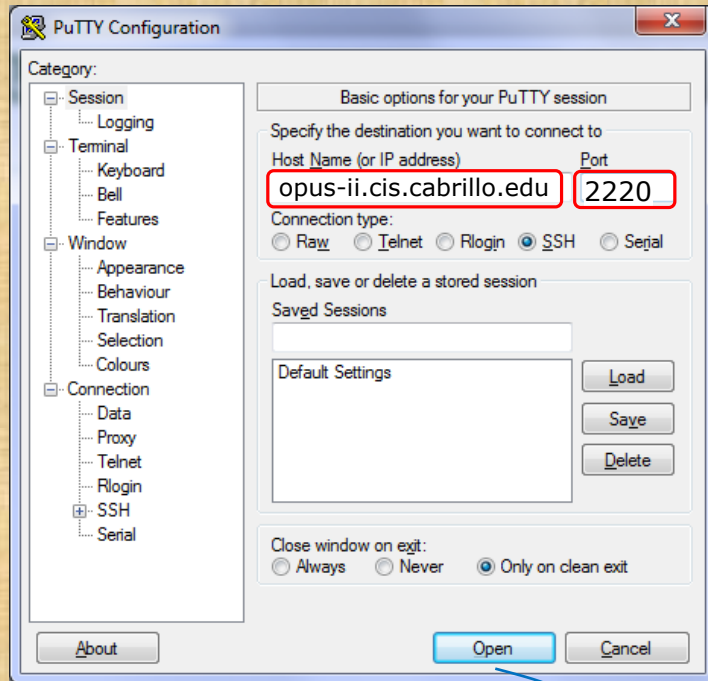 PuTTY Configuration
Category:
Session
Logging
Terminal
Keyboard
Bell
Features
Window
Appearance
Behaviour
Translation
Selection
Colours
Connection
Data
Proxy
Telnet
Rlogin
SSH
Serial
Basic options for your PuTTY session
Specify the destination you want to connect to
Host Name (or IP address) Port
opus-ii.cis.cabrillo.edu 2220
Connection type:
Raw Telnet Rlogin SSH Serial
Load, save or delete a stored session
Saved Sessions
Default Settings
Load
Save
Delete
Close window on exit:
Always Never Only on clean exit
About Open Cancel